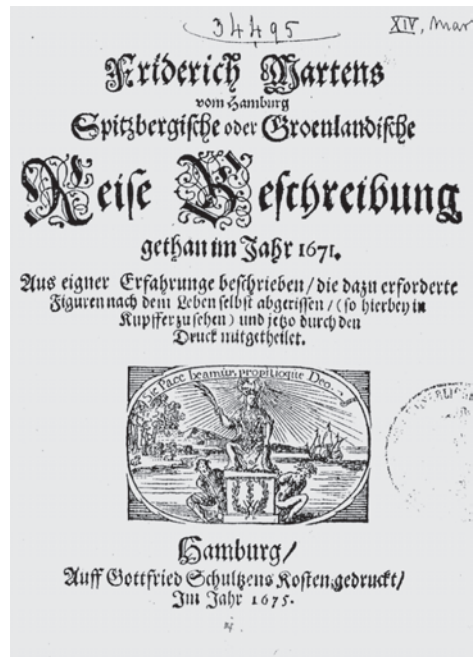 34495
XIV, Mar
Friderich Martens
vom Hamburg
Spitzbergische oder Groenlandische
Reise Beschreibung
gethan im Jahr 1671.
Aus eigner Erfahrunge beschrieben / die dazu erforderte
Figuren nach dem Leben selbst abgerissen / (so hierbey in
Kupffer zu sehen) und jetzo durch den
Druck mitgetheilet.
Pace beamur, propitioque Deo.
Hamburg /
Auff Gottfried Schultzens Kosten gedruckt /
Im Jahr 1675.